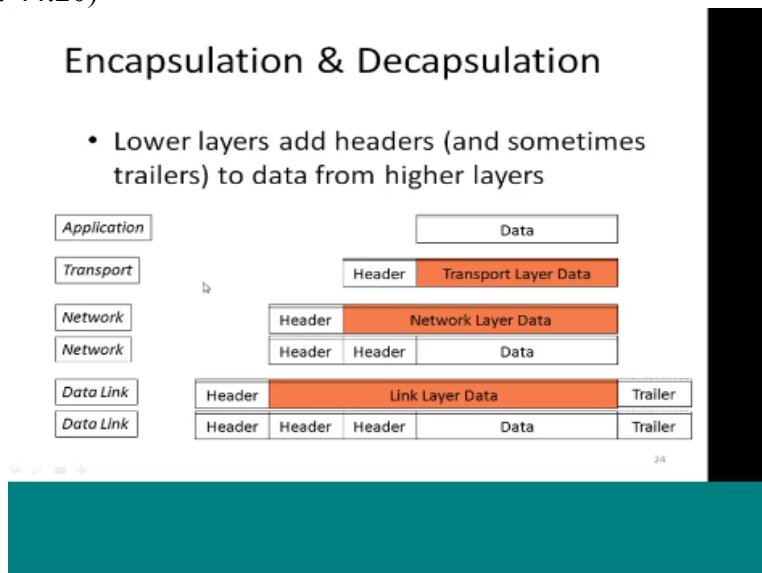 Encapsulation & Decapsulation
• Lower layers add headers (and sometimes
trailers) to data from higher layers
Application Data
Transport Header Transport Layer Data
Network Header Network Layer Data
Network Header Header Data
Data Link Header Link Layer Data Trailer
Data Link Header Header Header Data Trailer
24